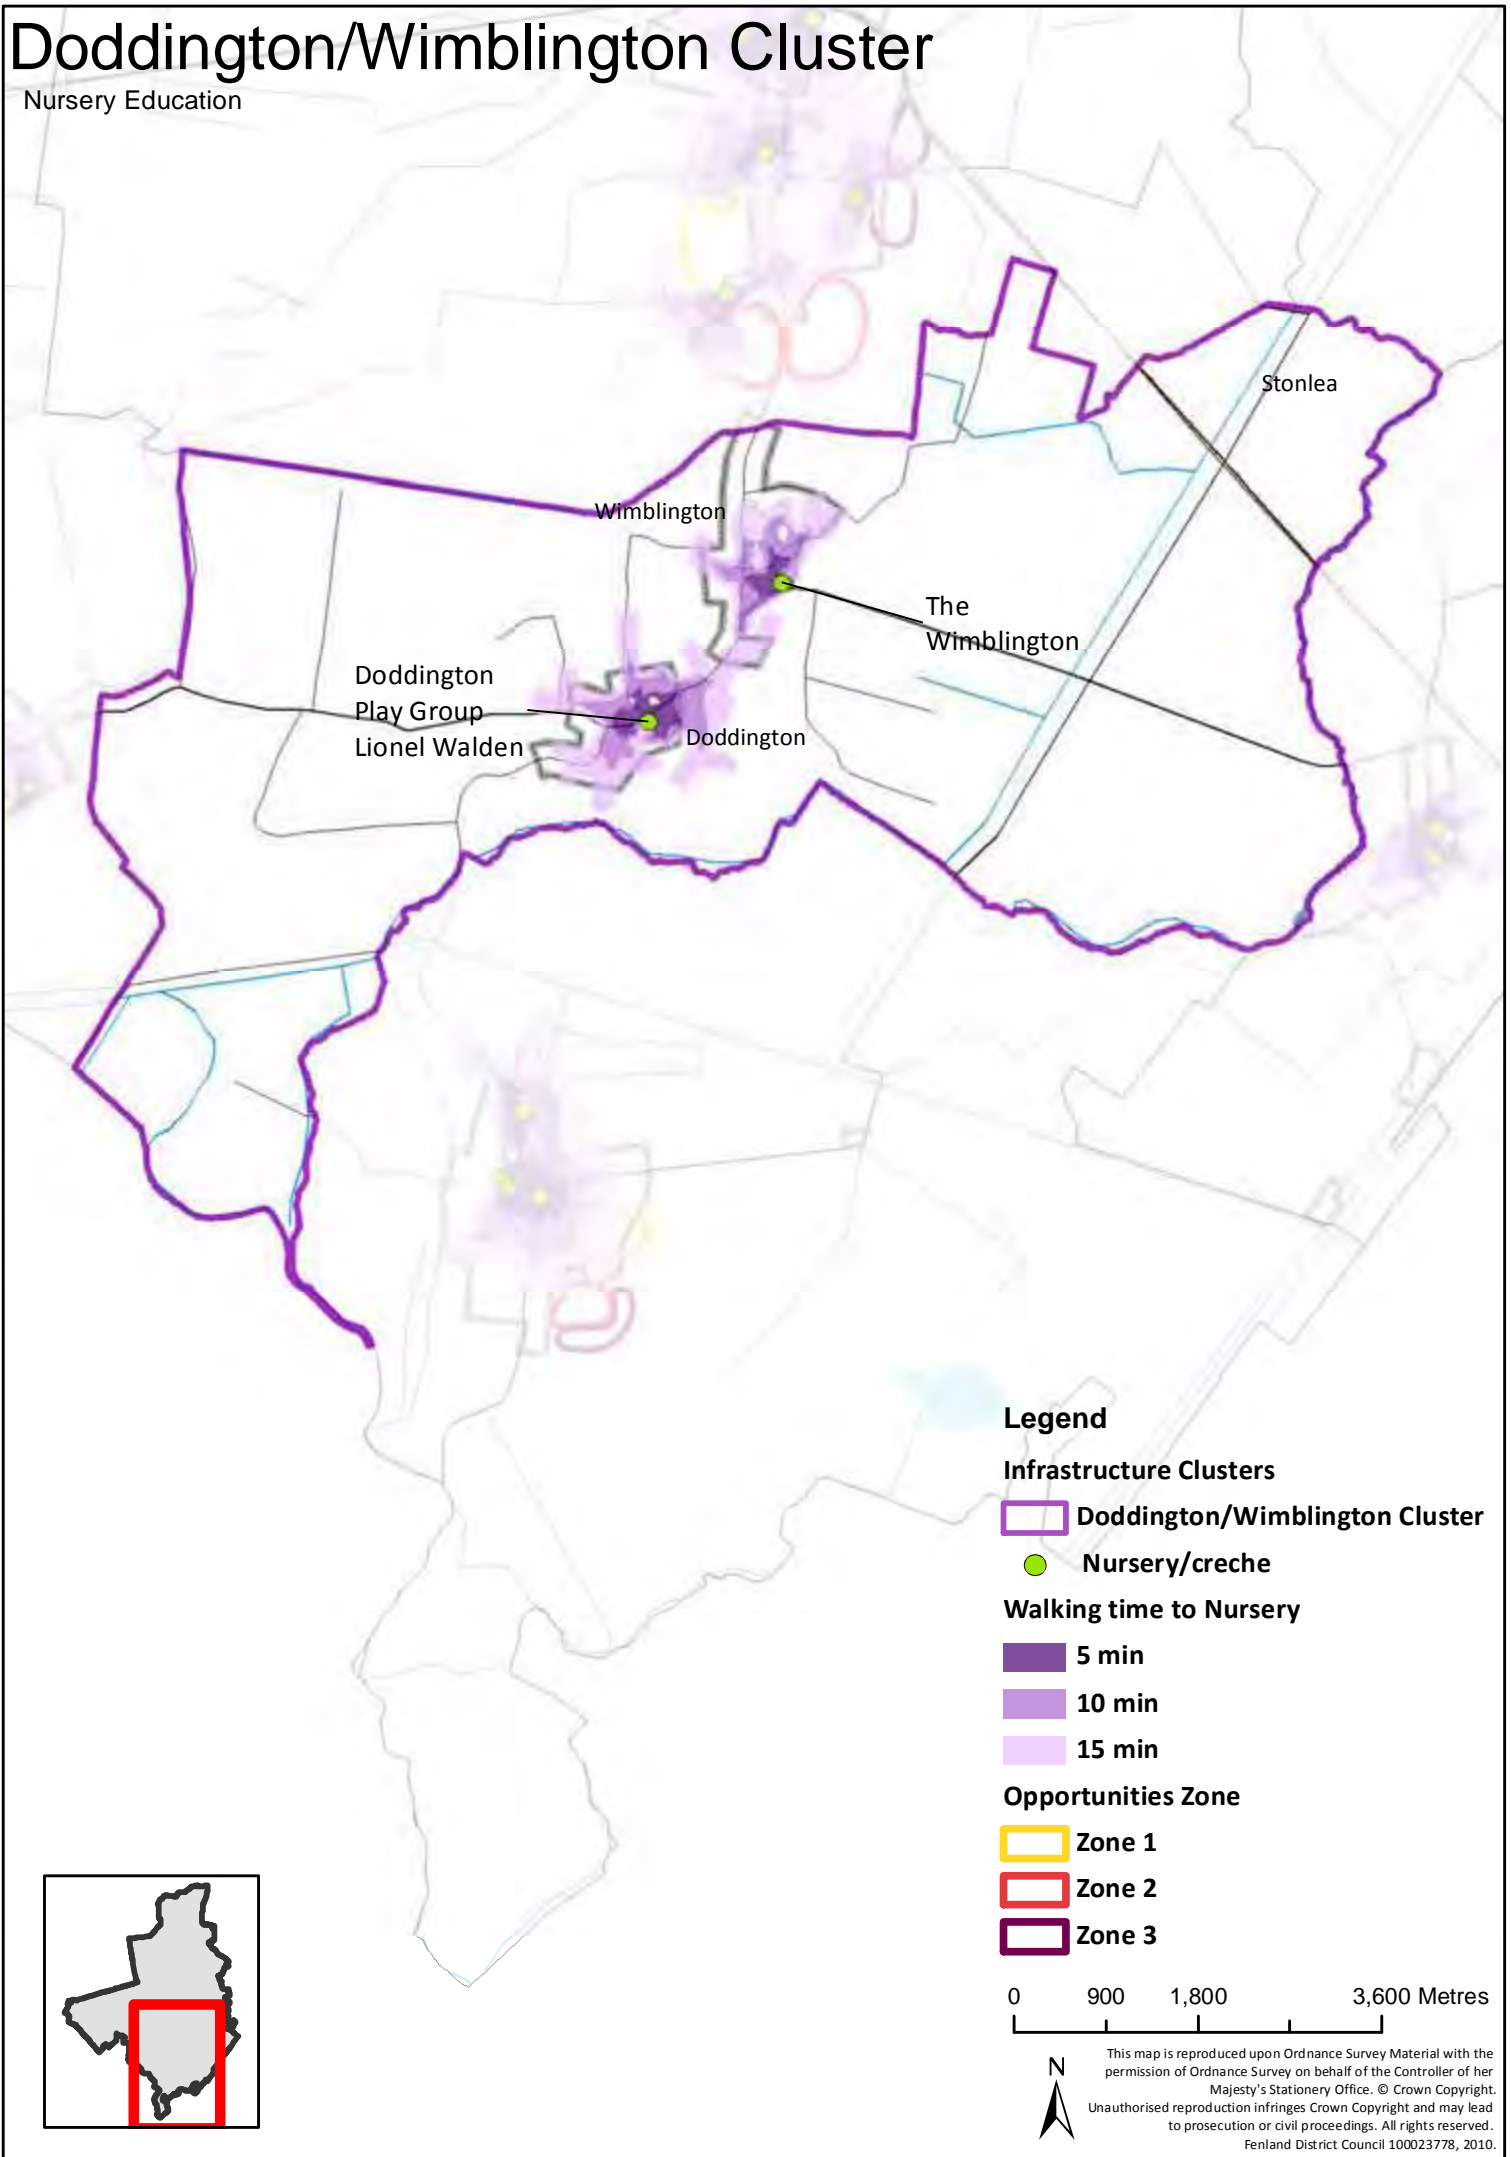 Doddington/Wimblington Cluster
Nursery Education
Stonlea
Wimblington
The
Wimblington
Doddington
Play Group
Lionel Walden
Doddington
Legend
Infrastructure Clusters
Doddington/Wimblington Cluster
Nursery/creche
Walking time to Nursery
5 min
10 min
15 min
Opportunities Zone
Zone 1
Zone 2
Zone 3
0 900 1,800 3,600 Metres
N
This map is reproduced upon Ordnance Survey Material with the
permission of Ordnance Survey on behalf of the Controller of her
Majesty's Stationery Office. © Crown Copyright.
Unauthorised reproduction infringes Crown Copyright and may lead
to prosecution or civil proceedings. All rights reserved.
Fenland District Council 100023778, 2010.